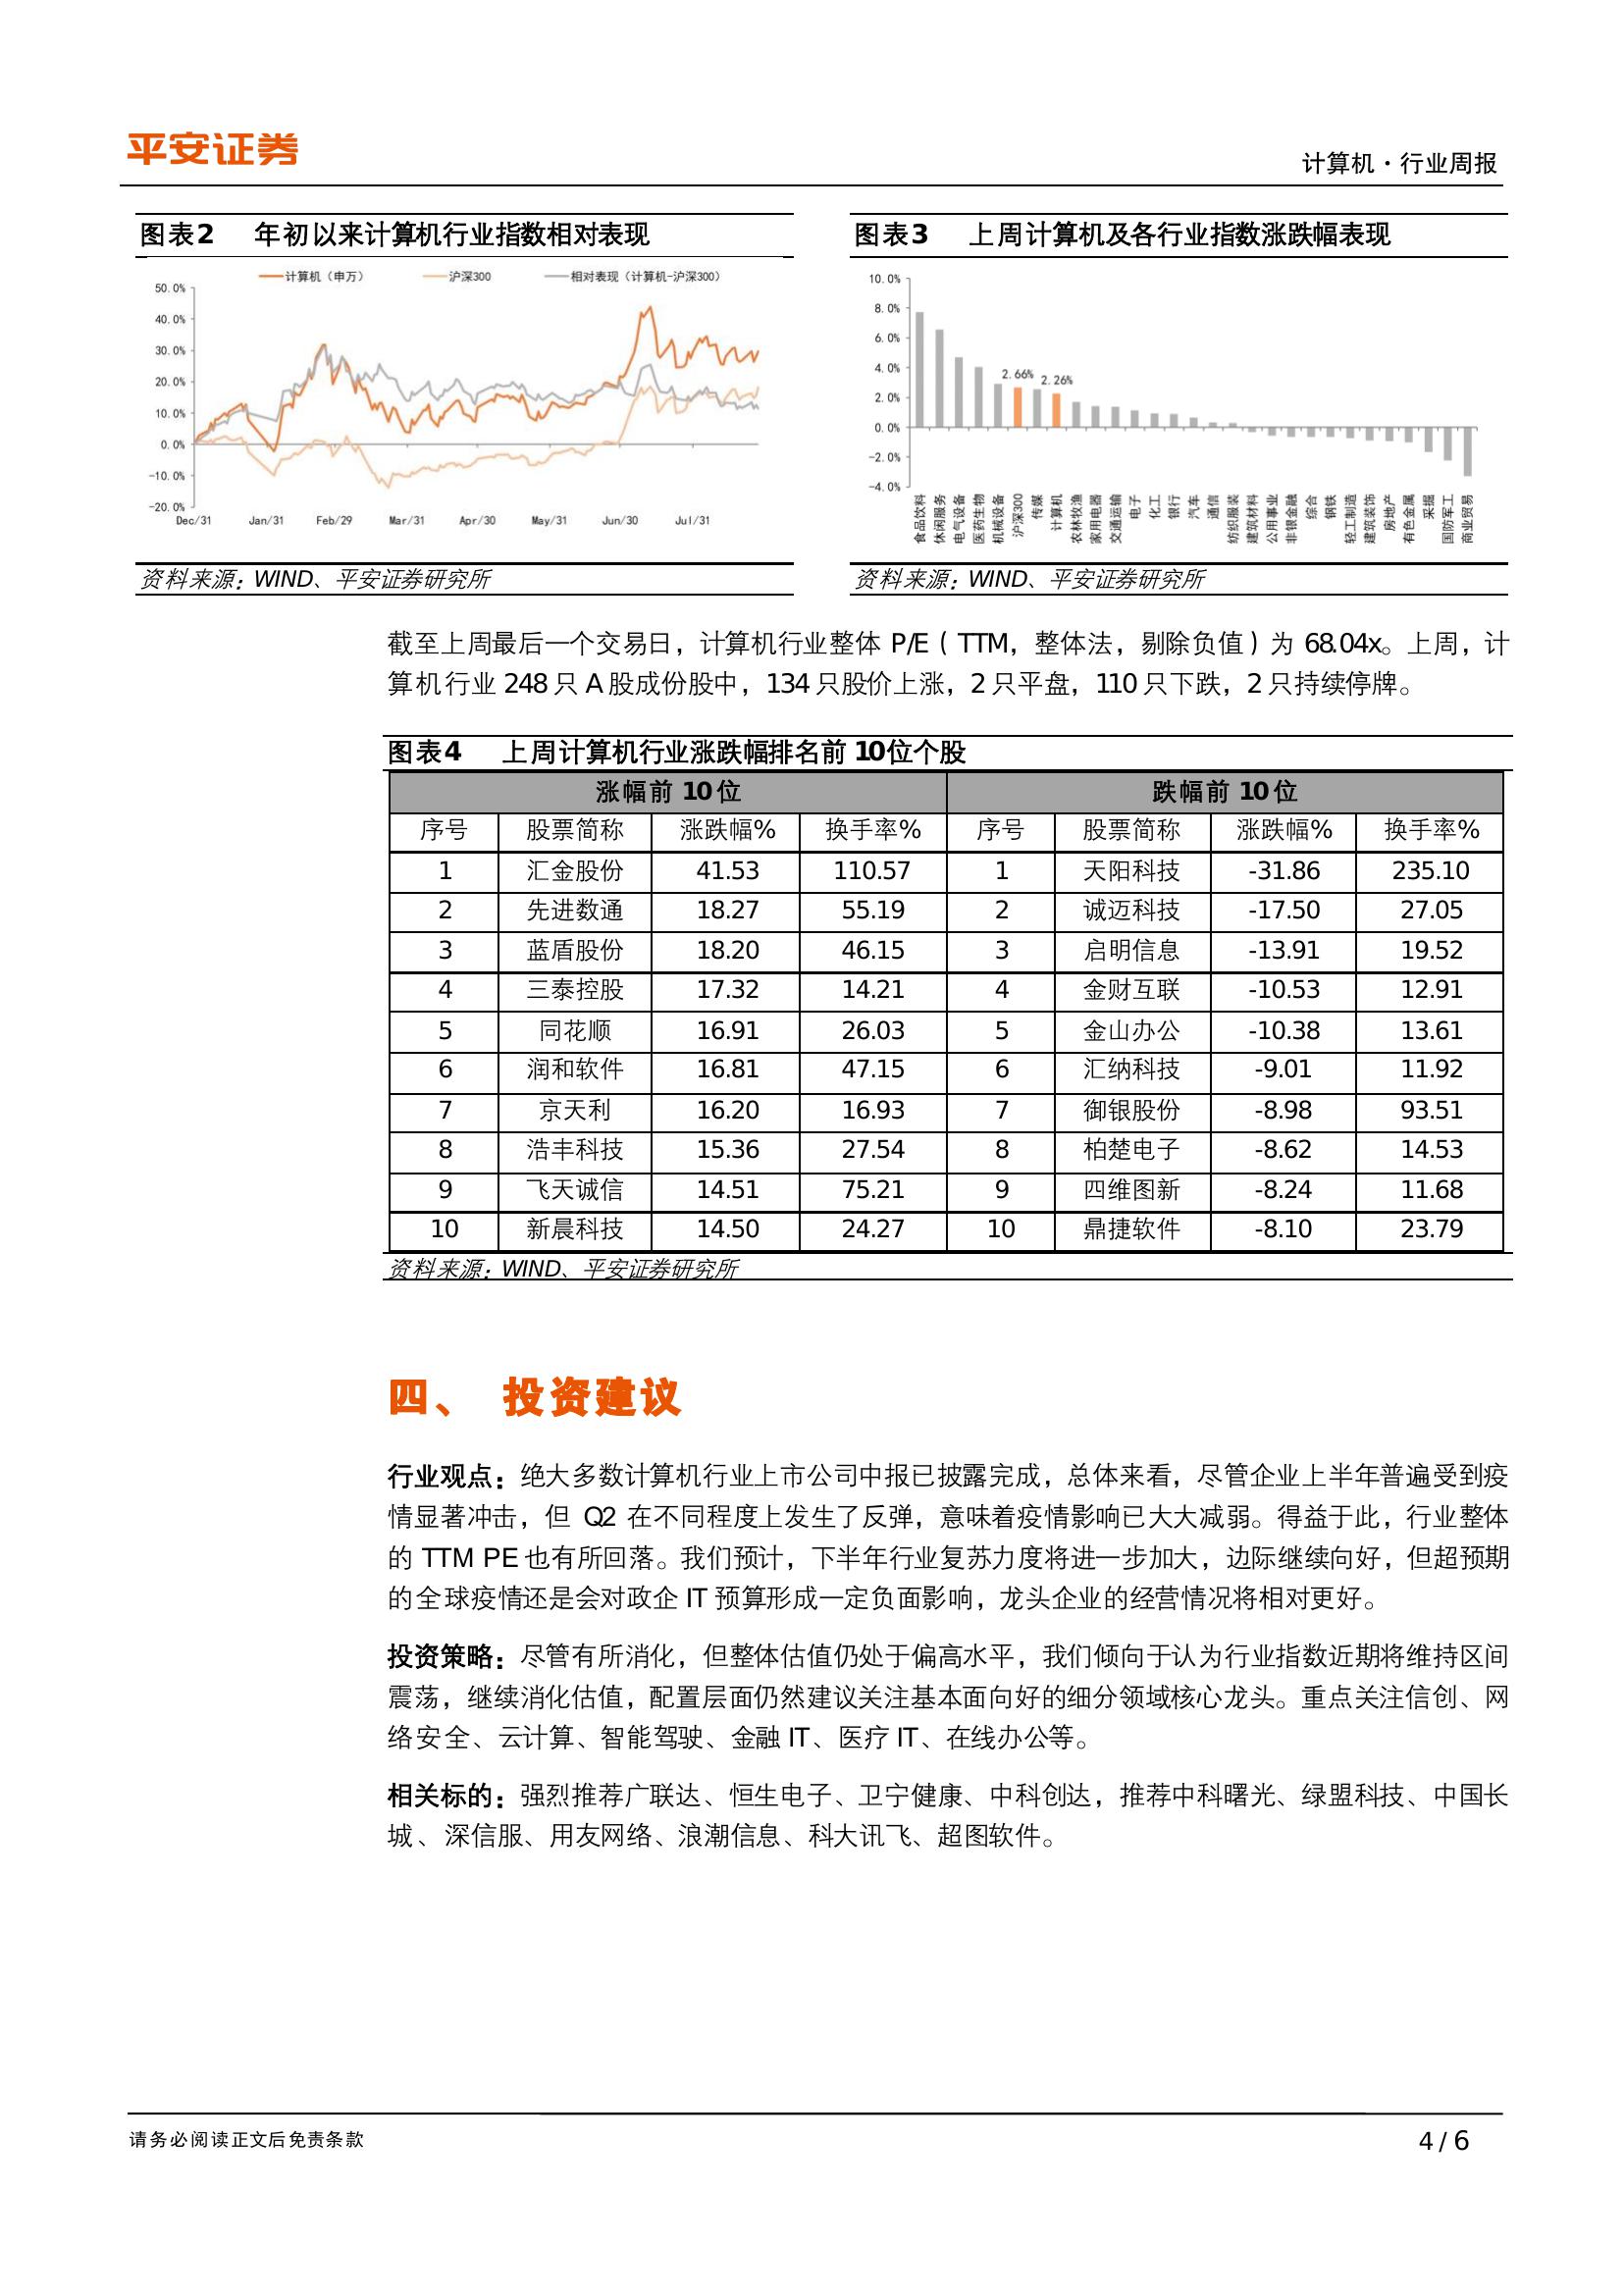 平安证券
计算机·行业周报
图表2 年初以来计算机行业指数相对表现
计算机（申万） 沪深300 相对表现（计算机-沪深300）
50.0%
40.0%
30.0%
20.0%
10.0%
0.0%
-10.0%
-20.0%
Dec/31 Jan/31 Feb/29 Mar/31 Apr/30 May/31 Jun/30 Jul/31
资料来源：WIND、平安证券研究所
图表3 上周计算机及各行业指数涨跌幅表现
10.0%
8.0%
6.0%
4.0%
2.0%
0.0%
-2.0%
-4.0%
2.66% 2.26%
食品饮料 休闲服务 电气设备 医药生物 机械设备 沪深300 传媒 计算机 农林牧渔 家用电器 交通运输 电子 化工 银行 汽车 通信 纺织服装 建筑材料 公用事业 非银金融 综合 钢铁 轻工制造 建筑装饰 房地产 有色金属 采掘 国防军工 商业贸易
资料来源：WIND、平安证券研究所
截至上周最后一个交易日，计算机行业整体 P/E（TTM，整体法，剔除负值）为 68.04x。上周，计
算机行业 248 只 A 股成份股中，134 只股价上涨，2 只平盘，110 只下跌，2 只持续停牌。
图表4 上周计算机行业涨跌幅排名前 10位个股
涨幅前 10 位 跌幅前 10 位
序号 股票简称 涨跌幅% 换手率% 序号 股票简称 涨跌幅% 换手率%
1 汇金股份 41.53 110.57 1 天阳科技 -31.86 235.10
2 先进数通 18.27 55.19 2 诚迈科技 -17.50 27.05
3 蓝盾股份 18.20 46.15 3 启明信息 -13.91 19.52
4 三泰控股 17.32 14.21 4 金财互联 -10.53 12.91
5 同花顺 16.91 26.03 5 金山办公 -10.38 13.61
6 润和软件 16.81 47.15 6 汇纳科技 -9.01 11.92
7 京天利 16.20 16.93 7 御银股份 -8.98 93.51
8 浩丰科技 15.36 27.54 8 柏楚电子 -8.62 14.53
9 飞天诚信 14.51 75.21 9 四维图新 -8.24 11.68
10 新晨科技 14.50 24.27 10 鼎捷软件 -8.10 23.79
资料来源：WIND、平安证券研究所
四、 投资建议
行业观点：绝大多数计算机行业上市公司中报已披露完成，总体来看，尽管企业上半年普遍受到疫
情显著冲击，但 Q2 在不同程度上发生了反弹，意味着疫情影响已大大减弱。得益于此，行业整体
的 TTM PE 也有所回落。我们预计，下半年行业复苏力度将进一步加大，边际继续向好，但超预期
的全球疫情还是会对政企 IT 预算形成一定负面影响，龙头企业的经营情况将相对更好。
投资策略：尽管有所消化，但整体估值仍处于偏高水平，我们倾向于认为行业指数近期将维持区间
震荡，继续消化估值，配置层面仍然建议关注基本面向好的细分领域核心龙头。重点关注信创、网
络安全、云计算、智能驾驶、金融 IT、医疗 IT、在线办公等。
相关标的：强烈推荐广联达、恒生电子、卫宁健康、中科创达，推荐中科曙光、绿盟科技、中国长
城、深信服、用友网络、浪潮信息、科大讯飞、超图软件。
请务必阅读正文后免责条款
4 / 6